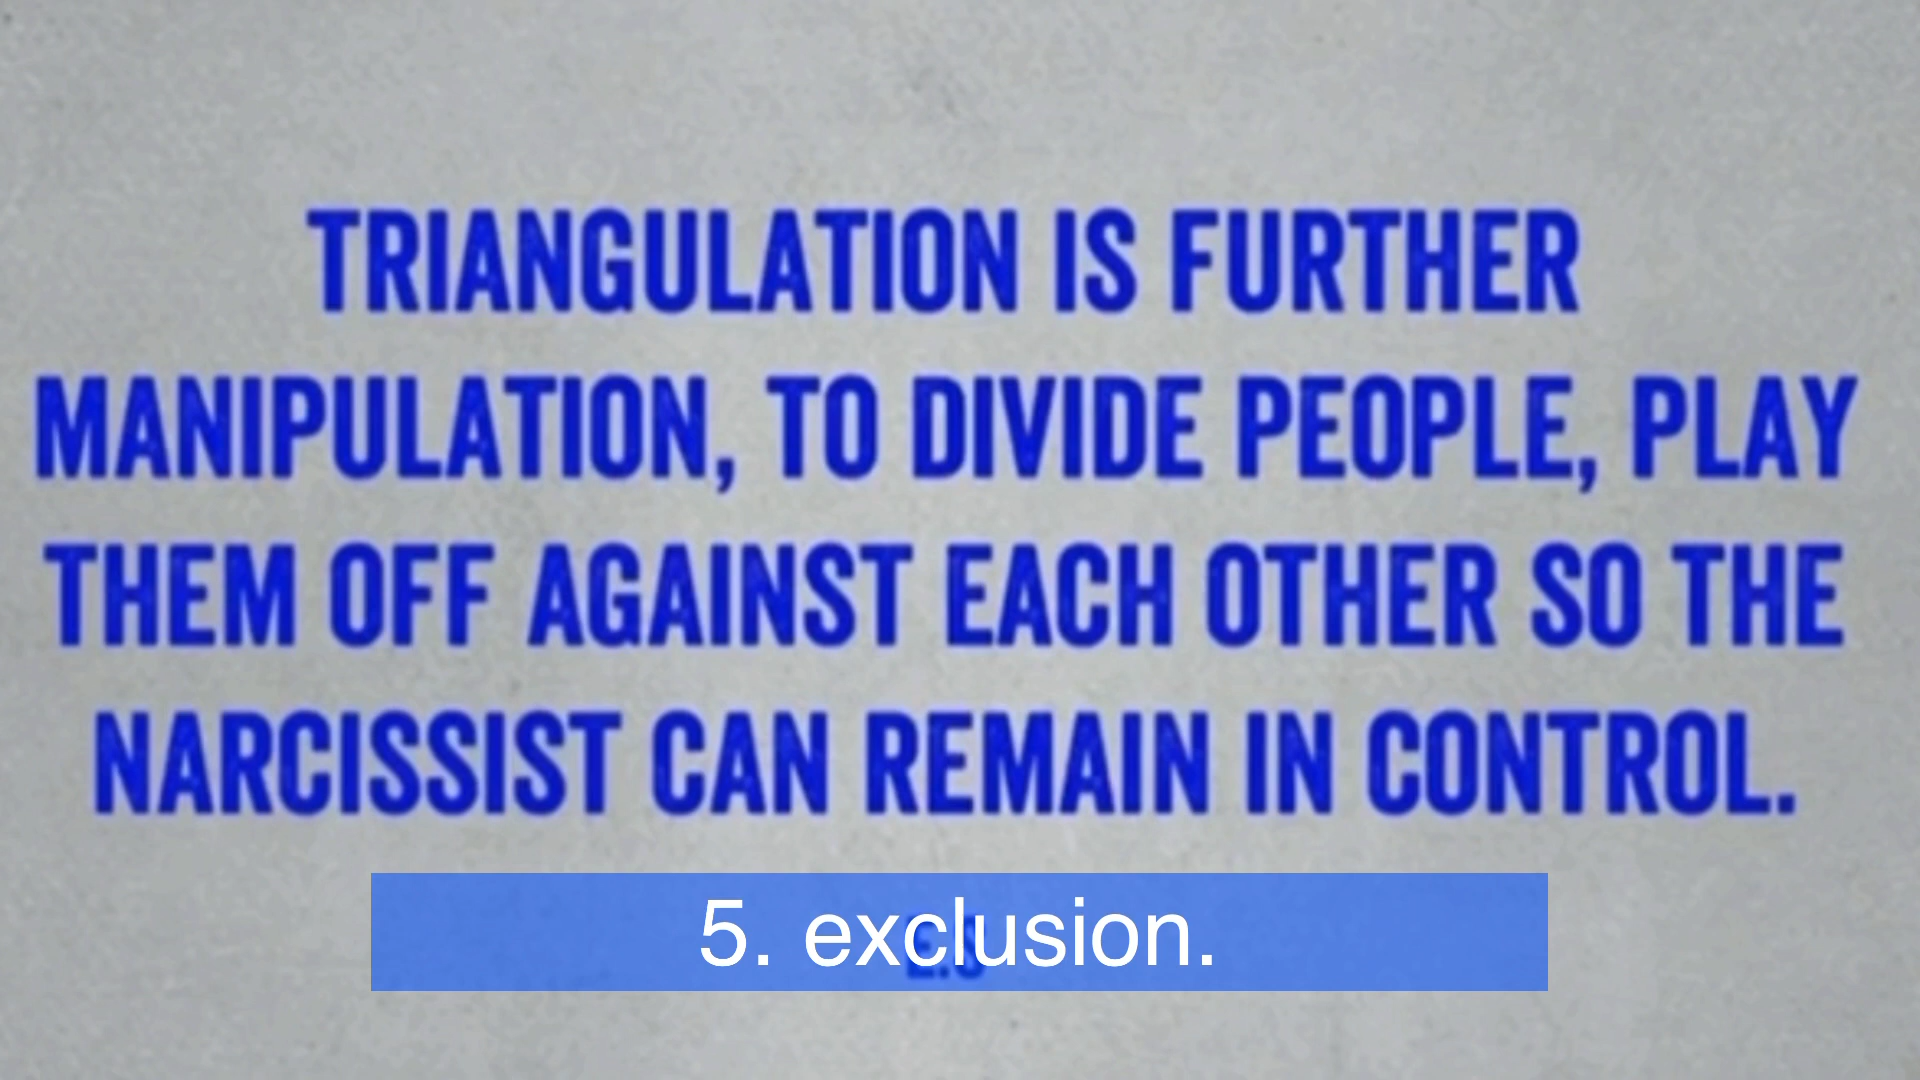 TRIANGULATION IS FURTHER
MANIPULATION, TO DIVIDE PEOPLE, PLAY
THEM OFF AGAINST EACH OTHER SO THE
NARCISSIST CAN REMAIN IN CONTROL.
5. exclusion.
E.S